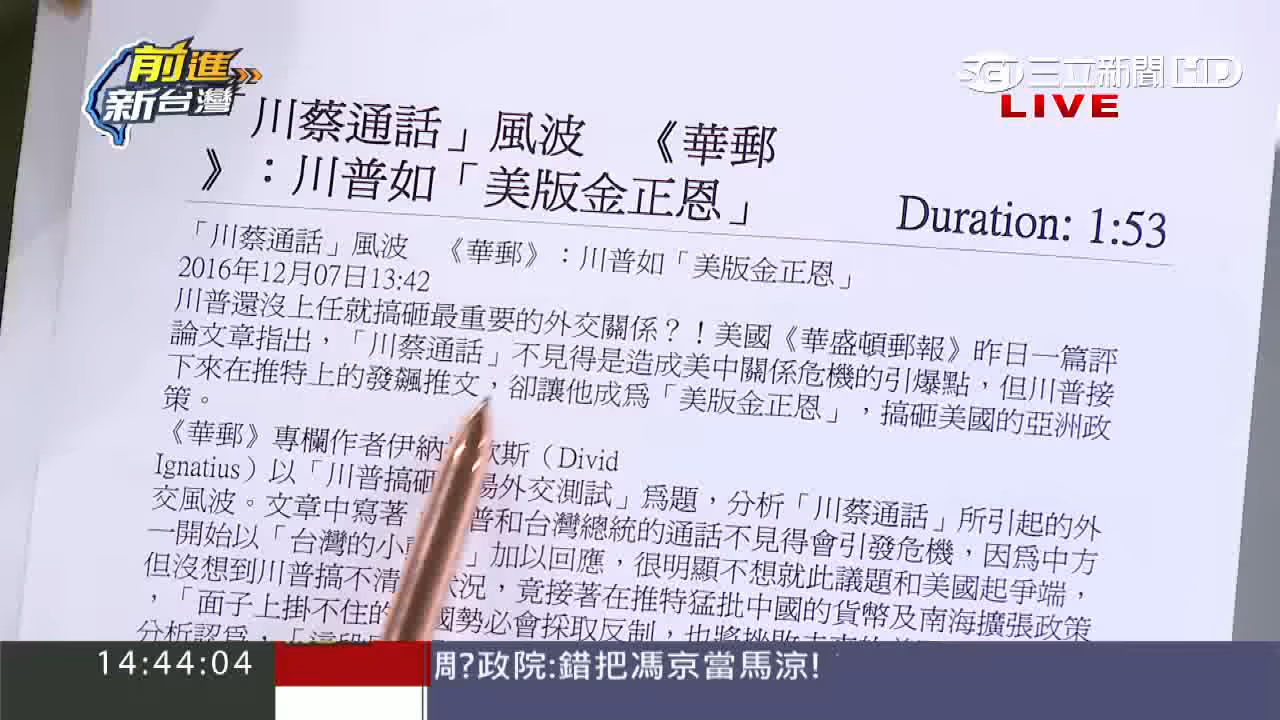 前進
新台灣
SET 三立新聞HD
LIVE
川蔡通話」風波 《華郵
》：川普如「美版金正恩」
Duration: 1:53
「川蔡通話」風波 《華郵》：川普如「美版金正恩」
2016年12月07日13:42
川普還沒上任就搞砸最重要的外交關係？！美國《華盛頓郵報》昨日一篇評
論文章指出，「川蔡通話」不見得是造成美中關係危機的引爆點，但川普接
下來在推特上的發飆推文，卻讓他成為「美版金正恩」，搞砸美國的亞洲政
策。
《華郵》專欄作者伊納 斯（Divid
Ignatius）以「川普搞砸 場外交測試」為題，分析「川蔡通話」所引起的外
交風波。文章中寫著 普和台灣總統的通話不見得會引發危機，因為中方
一開始以「台灣的小 」加以回應，很明顯不想就此議題和美國起爭端，
但沒想到川普搞不清 狀況，竟接著在推特猛批中國的貨幣及南海擴張政策
，「面子上掛不住的 國勢必會採取反制，也將
分析認為，「這段
14:44:04
周?政院:錯把馮京當馬涼!